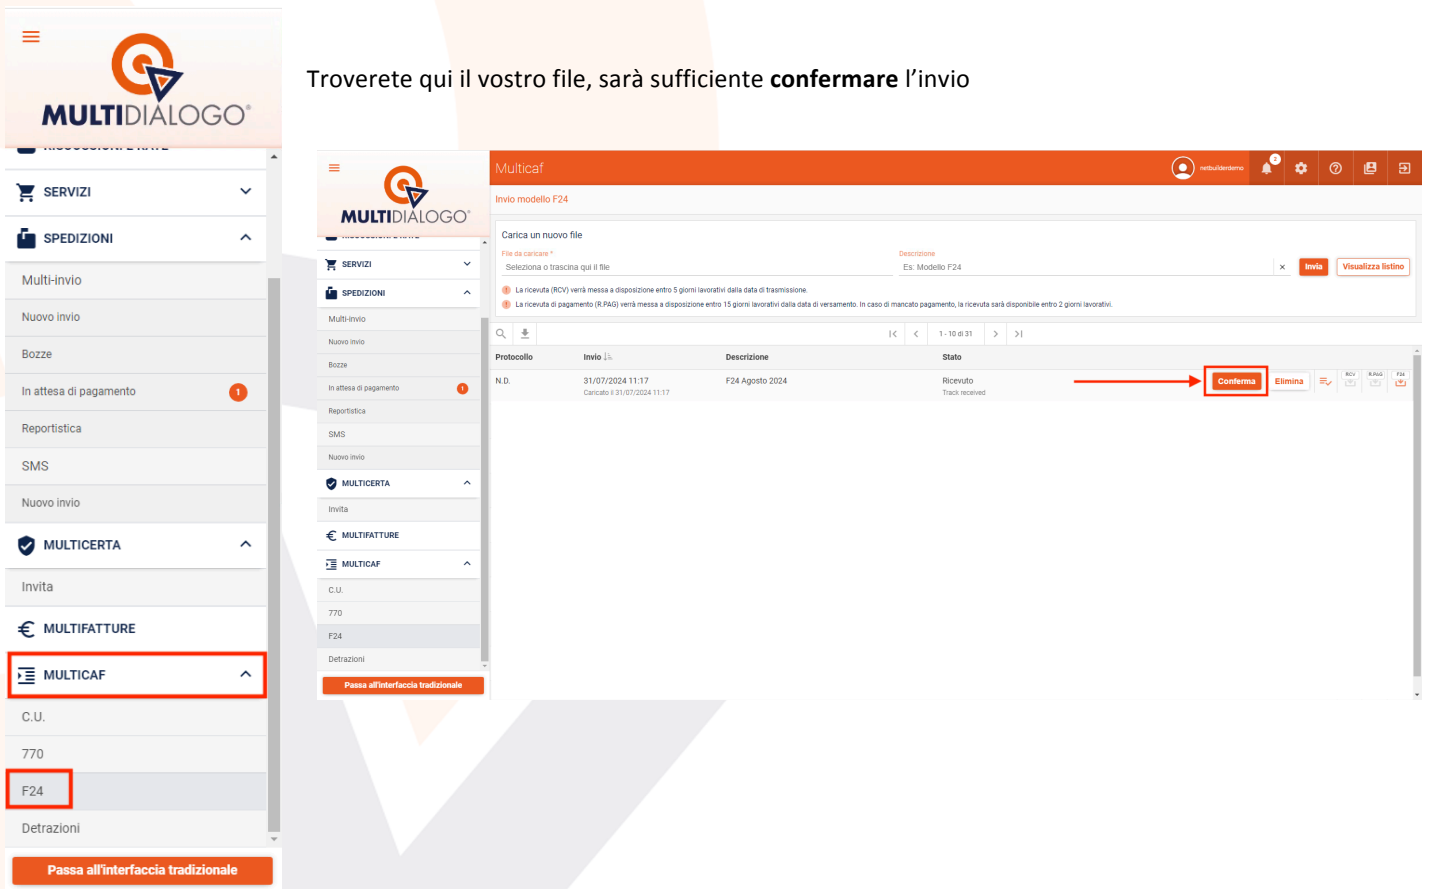 MULTIDIALOGO®
SERVIZI
SPEDIZIONI
Multi-invio
Nuovo invio
Bozze
In attesa di pagamento 1
Reportistica
SMS
Nuovo invio
MULTICERTA
Invita
MULTIFATTURE
MULTICAF
C.U.
770
F24
Detrazioni
Passa all'interfaccia tradizionale
Troverete qui il vostro file, sarà sufficiente confermare l’invio
MULTIDIALOGO®
SERVIZI
SPEDIZIONI
Multi-invio
Nuovo invio
Bozze
In attesa di pagamento 1
Reportistica
SMS
Nuovo invio
MULTICERTA
Invita
MULTIFATTURE
MULTICAF
C.U.
770
F24
Detrazioni
Passa all'interfaccia tradizionale
Multicaf netbuilderdemo 2
Invio modello F24
Carica un nuovo file
File da caricare * Descrizione
Seleziona o trascina qui il file Es: Modello F24 × Invia Visualizza listino
La ricevuta (RCV) verrà messa a disposizione entro 5 giorni lavorativi dalla data di trasmissione.
La ricevuta di pagamento (R.PAG) verrà messa a disposizione entro 15 giorni lavorativi dalla data di versamento. In caso di mancato pagamento, la ricevuta sarà disponibile entro 2 giorni lavorativi.
1 - 10 di 31
Protocollo Invio Descrizione Stato
N.D. 31/07/2024 11:17 F24 Agosto 2024 Ricevuto Conferma Elimina RCV R.PAG F24
Caricato il 31/07/2024 11:17 Track received